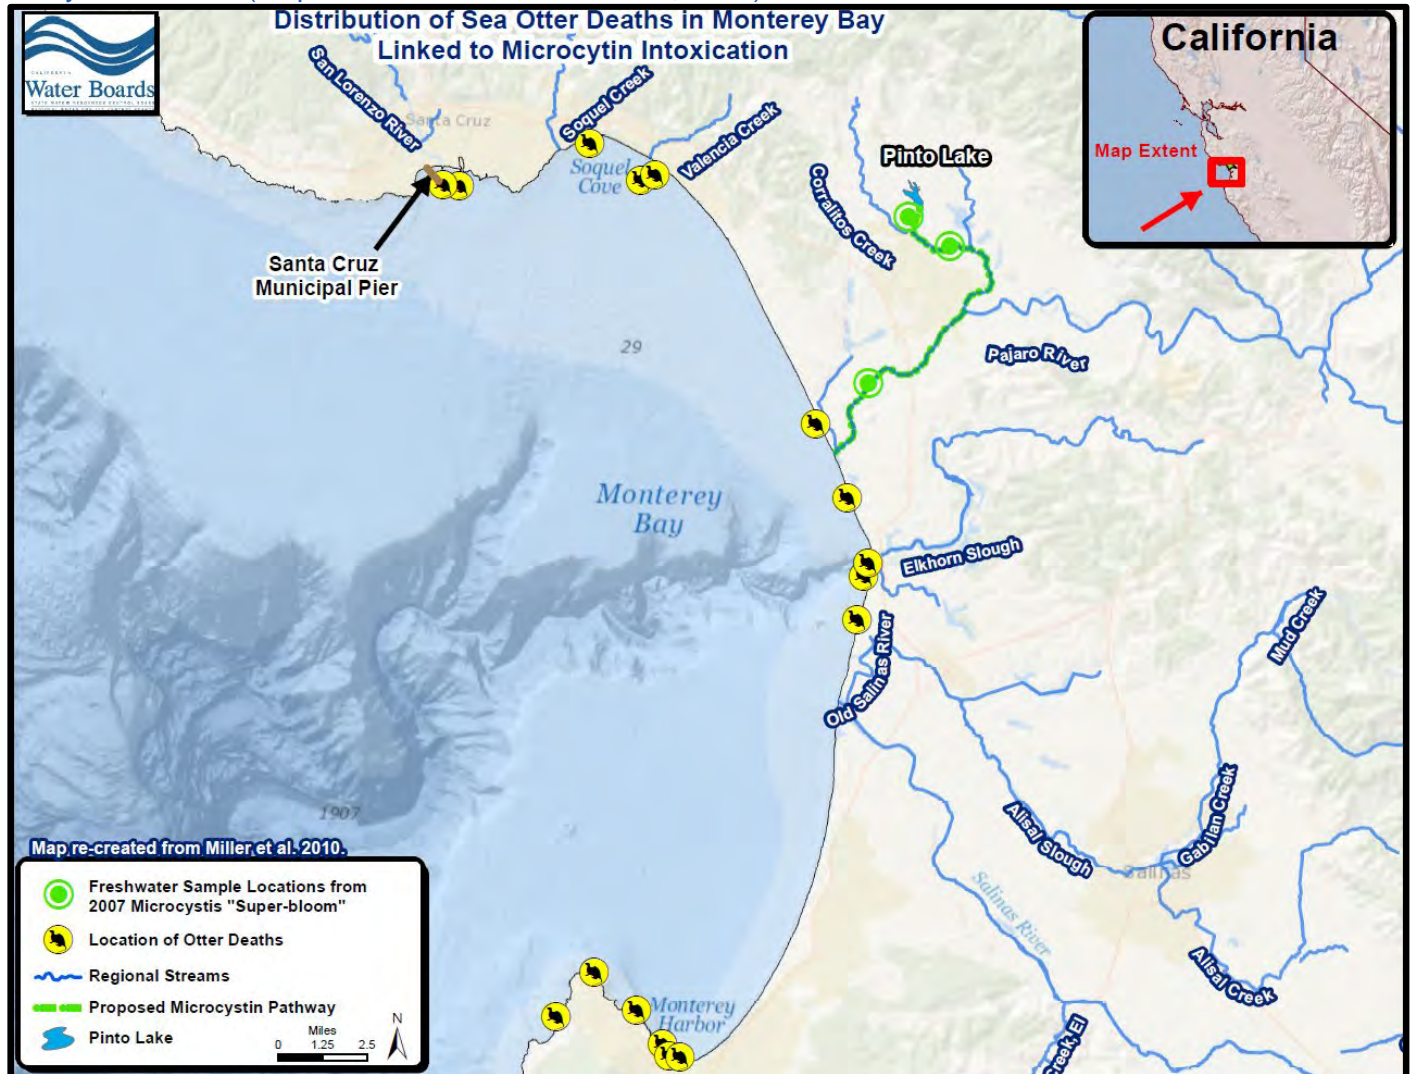 Distribution of Sea Otter Deaths in Monterey Bay
Linked to Microcytin Intoxication
CALIFORNIA
Water Boards
California
Map Extent
San Lorenzo River
Santa Cruz
Soquel Creek
Soquel
Cove
Valencia Creek
Pinto Lake
Corralitos Creek
Santa Cruz
Municipal Pier
29
Pajaro River
Monterey
Bay
Elkhorn Slough
Old Salinas River
Mud Creek
1907
Alisal Slough
Gabilan Creek
Salinas
Salinas River
Alisal Creek
Monterey
Harbor
Creek, El
Map re-created from Miller et al. 2010.
Freshwater Sample Locations from
2007 Microcystis "Super-bloom"
Location of Otter Deaths
Regional Streams
Proposed Microcystin Pathway
Pinto Lake
Miles
0 1.25 2.5
N